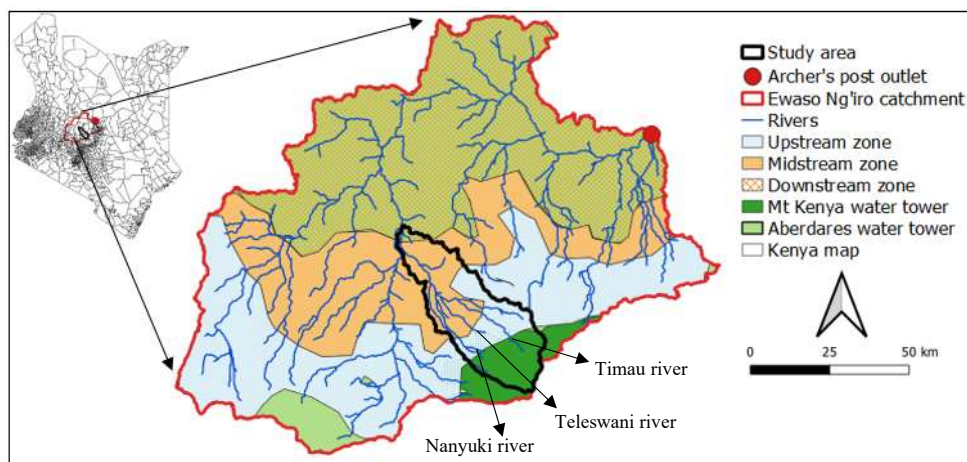 Study area
Archer's post outlet
Ewaso Ng'iro catchment
Rivers
Upstream zone
Midstream zone
Downstream zone
Mt Kenya water tower
Aberdares water tower
Kenya map
0 25 50 km
Timau river
Teleswani river
Nanyuki river